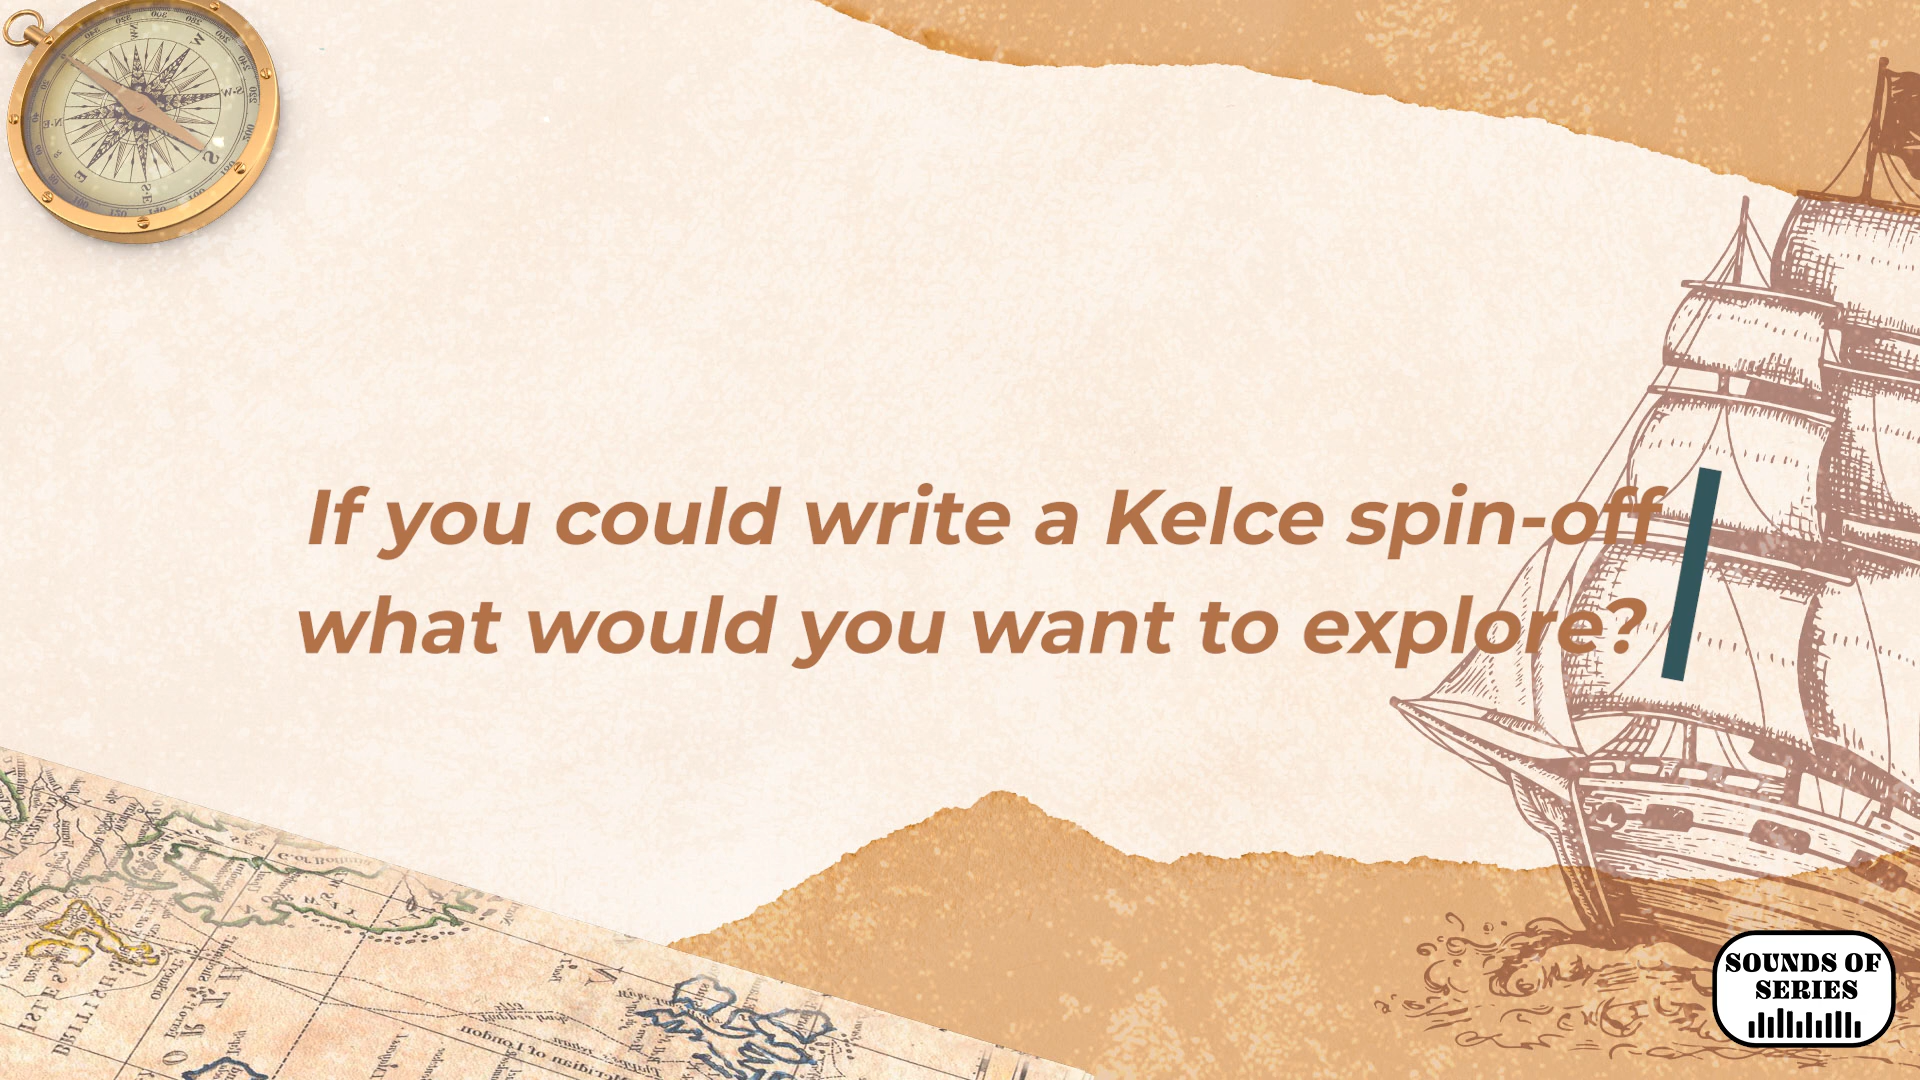 If you could write a Kelce spin-off
what would you want to explore?
SOUNDS OF
SERIES